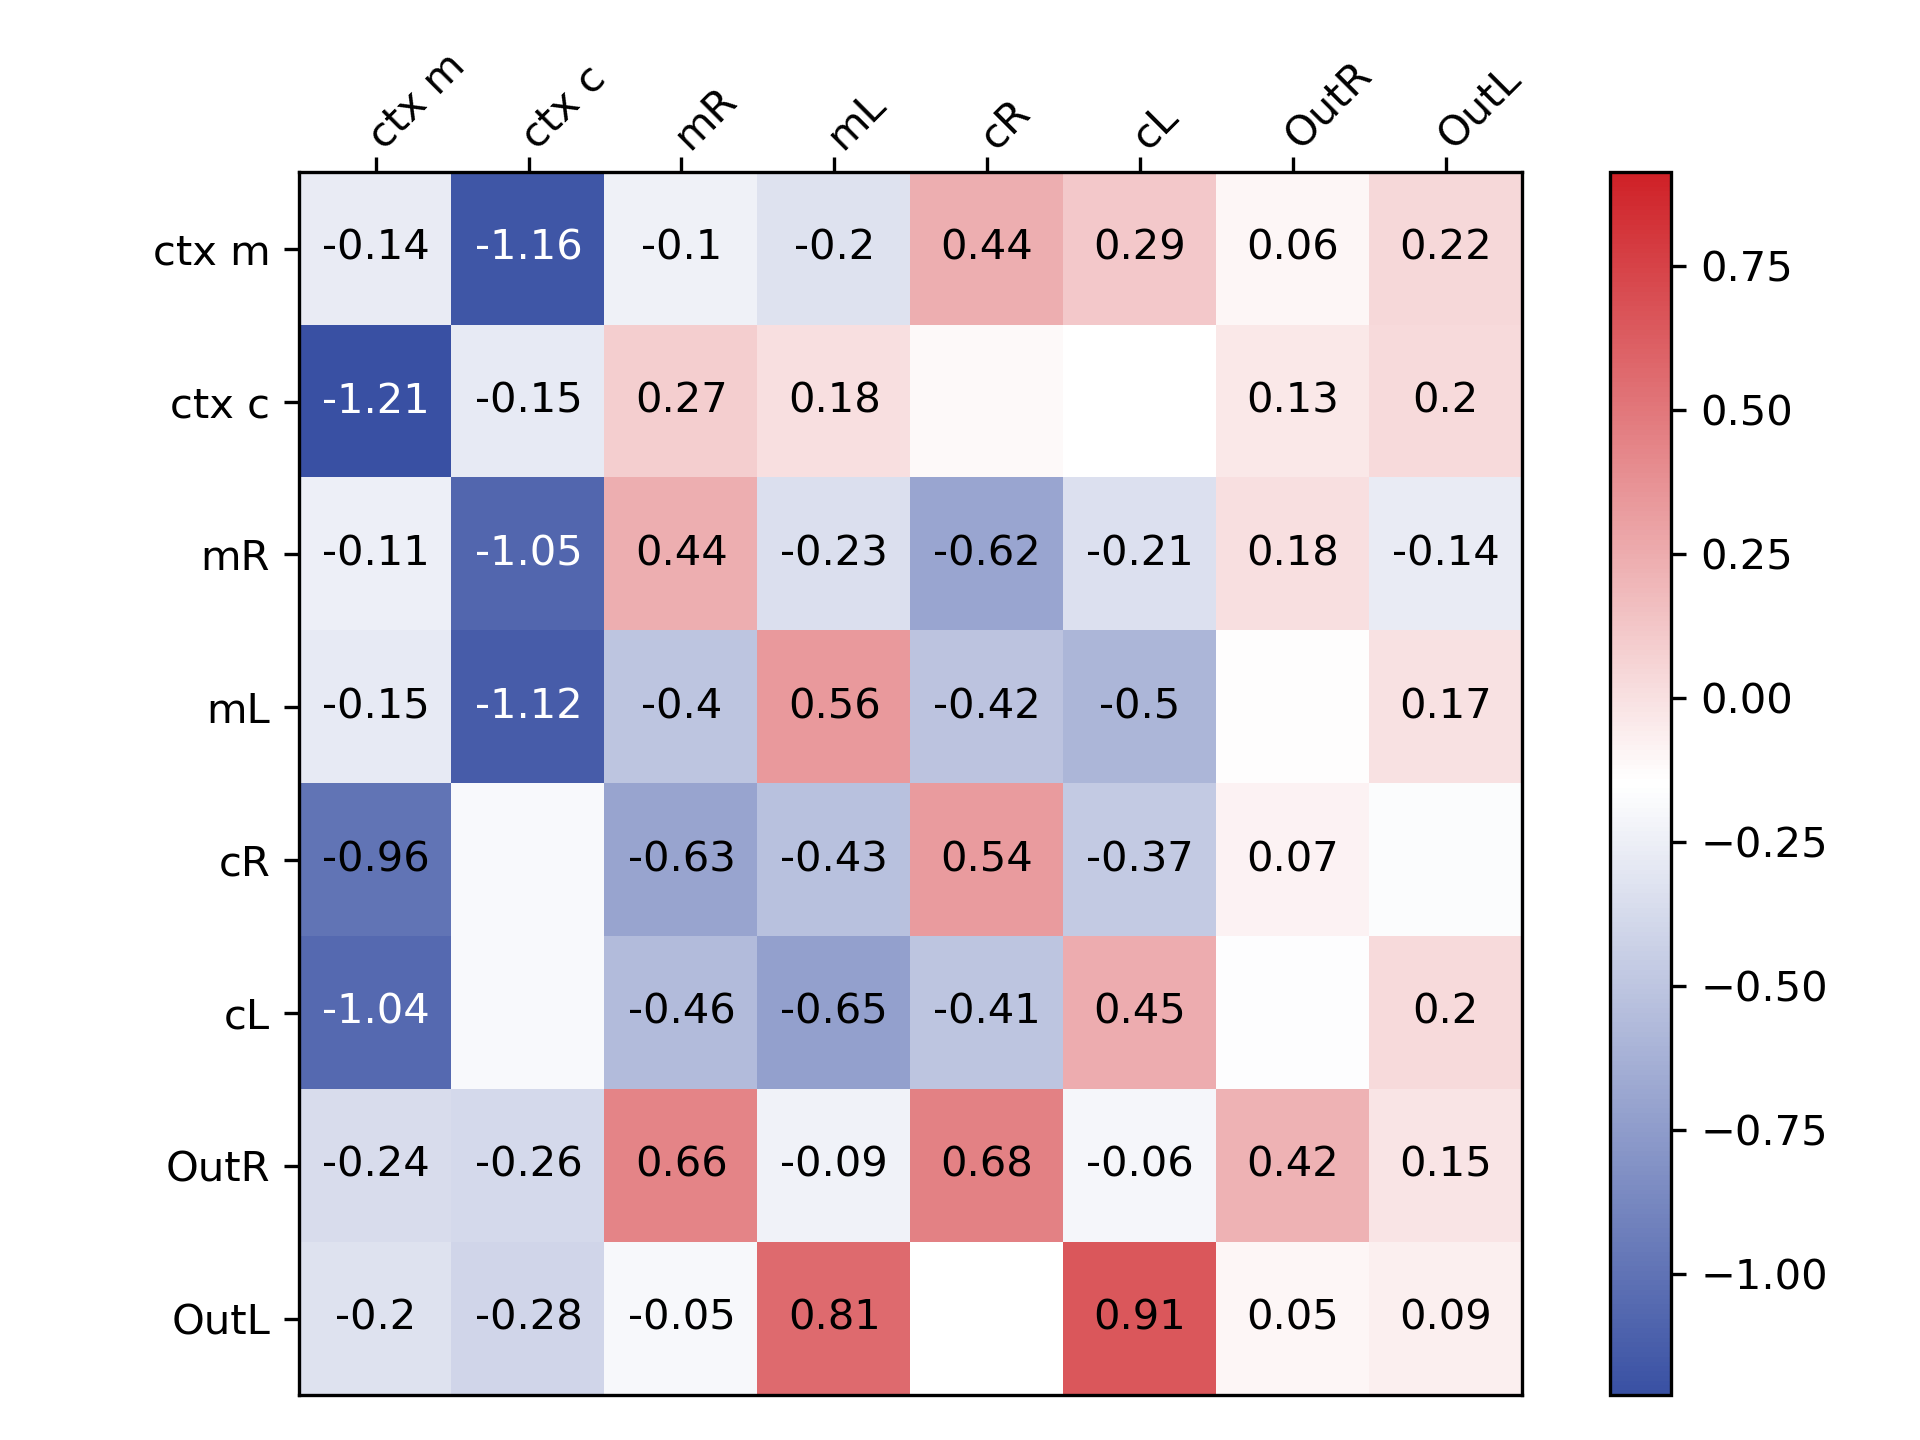 ctx m ctx c mR mL cR cL OutR OutL
ctx m -0.14 -1.16 -0.1 -0.2 0.44 0.29 0.06 0.22
ctx c -1.21 -0.15 0.27 0.18 0.13 0.2
mR -0.11 -1.05 0.44 -0.23 -0.62 -0.21 0.18 -0.14
mL -0.15 -1.12 -0.4 0.56 -0.42 -0.5 0.17
cR -0.96 -0.63 -0.43 0.54 -0.37 0.07
cL -1.04 -0.46 -0.65 -0.41 0.45 0.2
OutR -0.24 -0.26 0.66 -0.09 0.68 -0.06 0.42 0.15
OutL -0.2 -0.28 -0.05 0.81 0.91 0.05 0.09
0.75
0.50
0.25
0.00
−0.25
−0.50
−0.75
−1.00